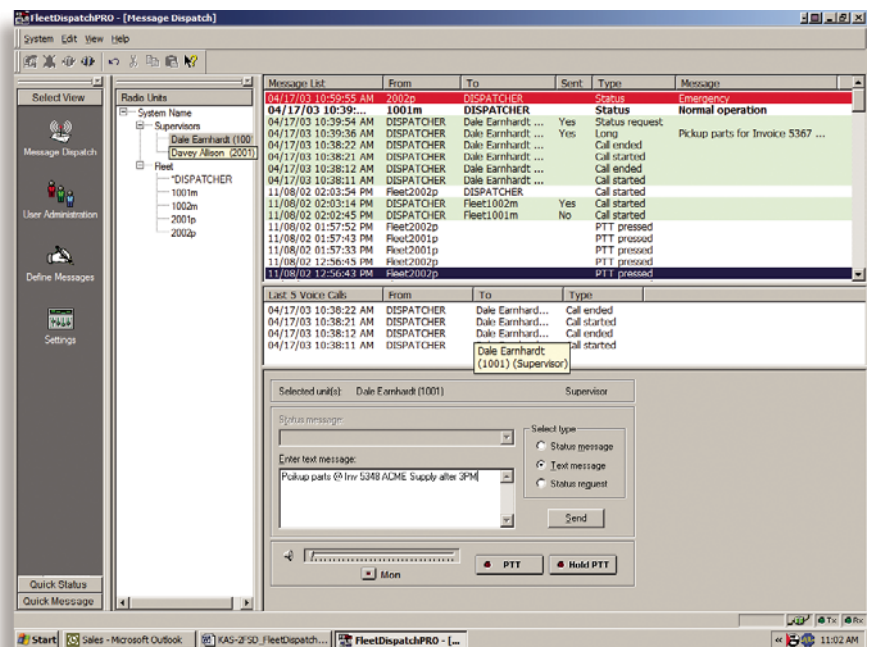 FleetDispatchPRO - [Message Dispatch]
System Edit View Help
Select View
Message Dispatch
User Administration
Define Messages
Settings
Quick Status
Quick Message
Radio Units
System Name
Supervisors
Dale Earnhardt (100
Davey Allison (2001)
Fleet
*DISPATCHER
1001m
1002m
2001p
2002p
Message List From To Sent Type Message
04/17/03 10:59:55 AM 2002p DISPATCHER Status Emergency
04/17/03 10:39:... 1001m DISPATCHER Status Normal operation
04/17/03 10:39:54 AM DISPATCHER Dale Earnhardt ... Yes Status request
04/17/03 10:39:36 AM DISPATCHER Dale Earnhardt ... Yes Long Pickup parts for Invoice 5367 ...
04/17/03 10:38:22 AM DISPATCHER Dale Earnhardt ... Call ended
04/17/03 10:38:21 AM DISPATCHER Dale Earnhardt ... Call started
04/17/03 10:38:12 AM DISPATCHER Dale Earnhardt ... Call ended
04/17/03 10:38:11 AM DISPATCHER Dale Earnhardt ... Call started
11/08/02 02:03:54 PM Fleet2002p DISPATCHER Call started
11/08/02 02:03:14 PM DISPATCHER Fleet1002m Yes Call started
11/08/02 02:02:45 PM DISPATCHER Fleet1001m No Call started
11/08/02 01:57:52 PM Fleet2002p PTT pressed
11/08/02 01:57:43 PM Fleet2001p PTT pressed
11/08/02 01:57:33 PM Fleet2001p PTT pressed
11/08/02 12:56:45 PM Fleet2002p PTT pressed
11/08/02 12:56:43 PM Fleet2002p PTT pressed
Last 5 Voice Calls From To Type
04/17/03 10:38:22 AM DISPATCHER Dale Earnhard... Call ended
04/17/03 10:38:21 AM DISPATCHER Dale Earnhard... Call started
04/17/03 10:38:12 AM DISPATCHER Dale Earnhard... Call ended
04/17/03 10:38:11 AM DISPATCHER Dale Earnhard... Call started
Dale Earnhardt
(1001) (Supervisor)
Selected unit(s): Dale Earnhardt (1001) Supervisor
Status message:
Enter text message:
Pcikup parts @ Inv 5348 ACME Supply after 3PM
Select type
Status message
Text message
Status request
Send
Mon
PTT
Hold PTT
Tx Rx
Start Sales - Microsoft Outlook KAS-2FSD_FleetDispatch... FleetDispatchPRO - [... 11:02 AM